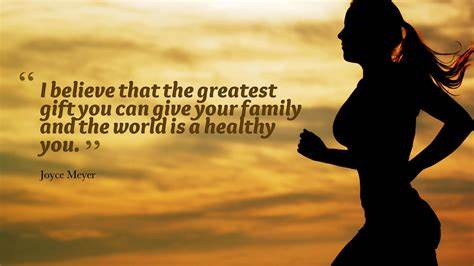 “ I believe that the greatest
gift you can give your family
and the world is a healthy
you. ”
Joyce Meyer